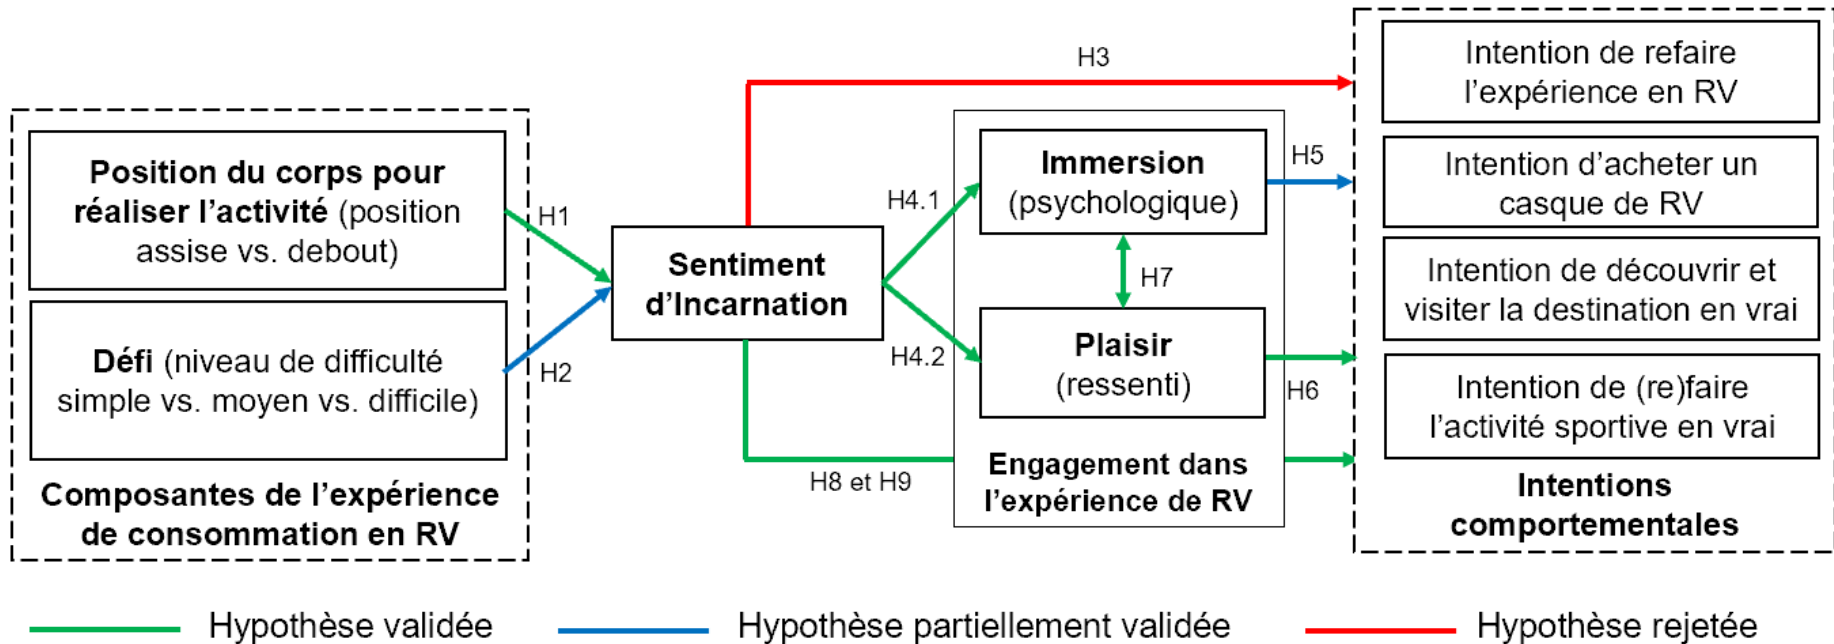 Position du corps pour
réaliser l’activité (position
assise vs. debout)
Défi (niveau de difficulté
simple vs. moyen vs. difficile)
Composantes de l’expérience
de consommation en RV
H1
H2
Sentiment
d’Incarnation
H3
H4.1
H4.2
H8 et H9
Immersion
(psychologique)
H7
Plaisir
(ressenti)
Engagement dans
l’expérience de RV
H5
H6
Intention de refaire
l’expérience en RV
Intention d’acheter un
casque de RV
Intention de découvrir et
visiter la destination en vrai
Intention de (re)faire
l’activité sportive en vrai
Intentions
comportementales
Hypothèse validée
Hypothèse partiellement validée
Hypothèse rejetée